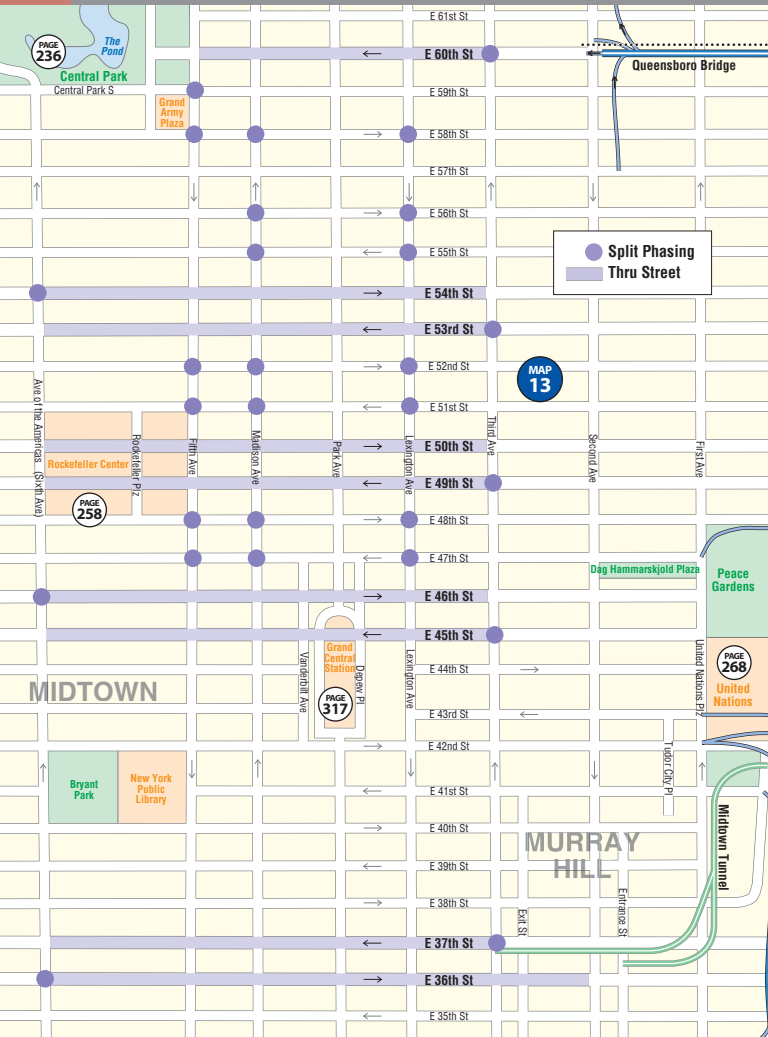 E 61st St
PAGE
236
The
Pond
E 60th St
Queensboro Bridge
Central Park
Central Park S
E 59th St
Grand
Army
Plaza
E 58th St
E 57th St
E 56th St
E 55th St
Split Phasing
Thru Street
E 54th St
E 53rd St
E 52nd St
MAP
13
E 51st St
Ave of the Americas (Sixth Ave)
Rockefeller Plz
Fifth Ave
Madison Ave
Park Ave
Lexington Ave
Third Ave
Second Ave
First Ave
E 50th St
Rockefeller Center
E 49th St
PAGE
258
E 48th St
E 47th St
Dag Hammarskjold Plaza
Peace
Gardens
E 46th St
E 45th St
Grand
Central
Station
Vanderbilt Ave
Depew Pl
Lexington Ave
E 44th St
United Nations Plz
PAGE
268
United
Nations
MIDTOWN
PAGE
317
E 43rd St
E 42nd St
Tudor City Pl
Bryant
Park
New York
Public
Library
E 41st St
E 40th St
MURRAY
HILL
Midtown Tunnel
E 39th St
E 38th St
Exit St
Entrance St
E 37th St
E 36th St
E 35th St